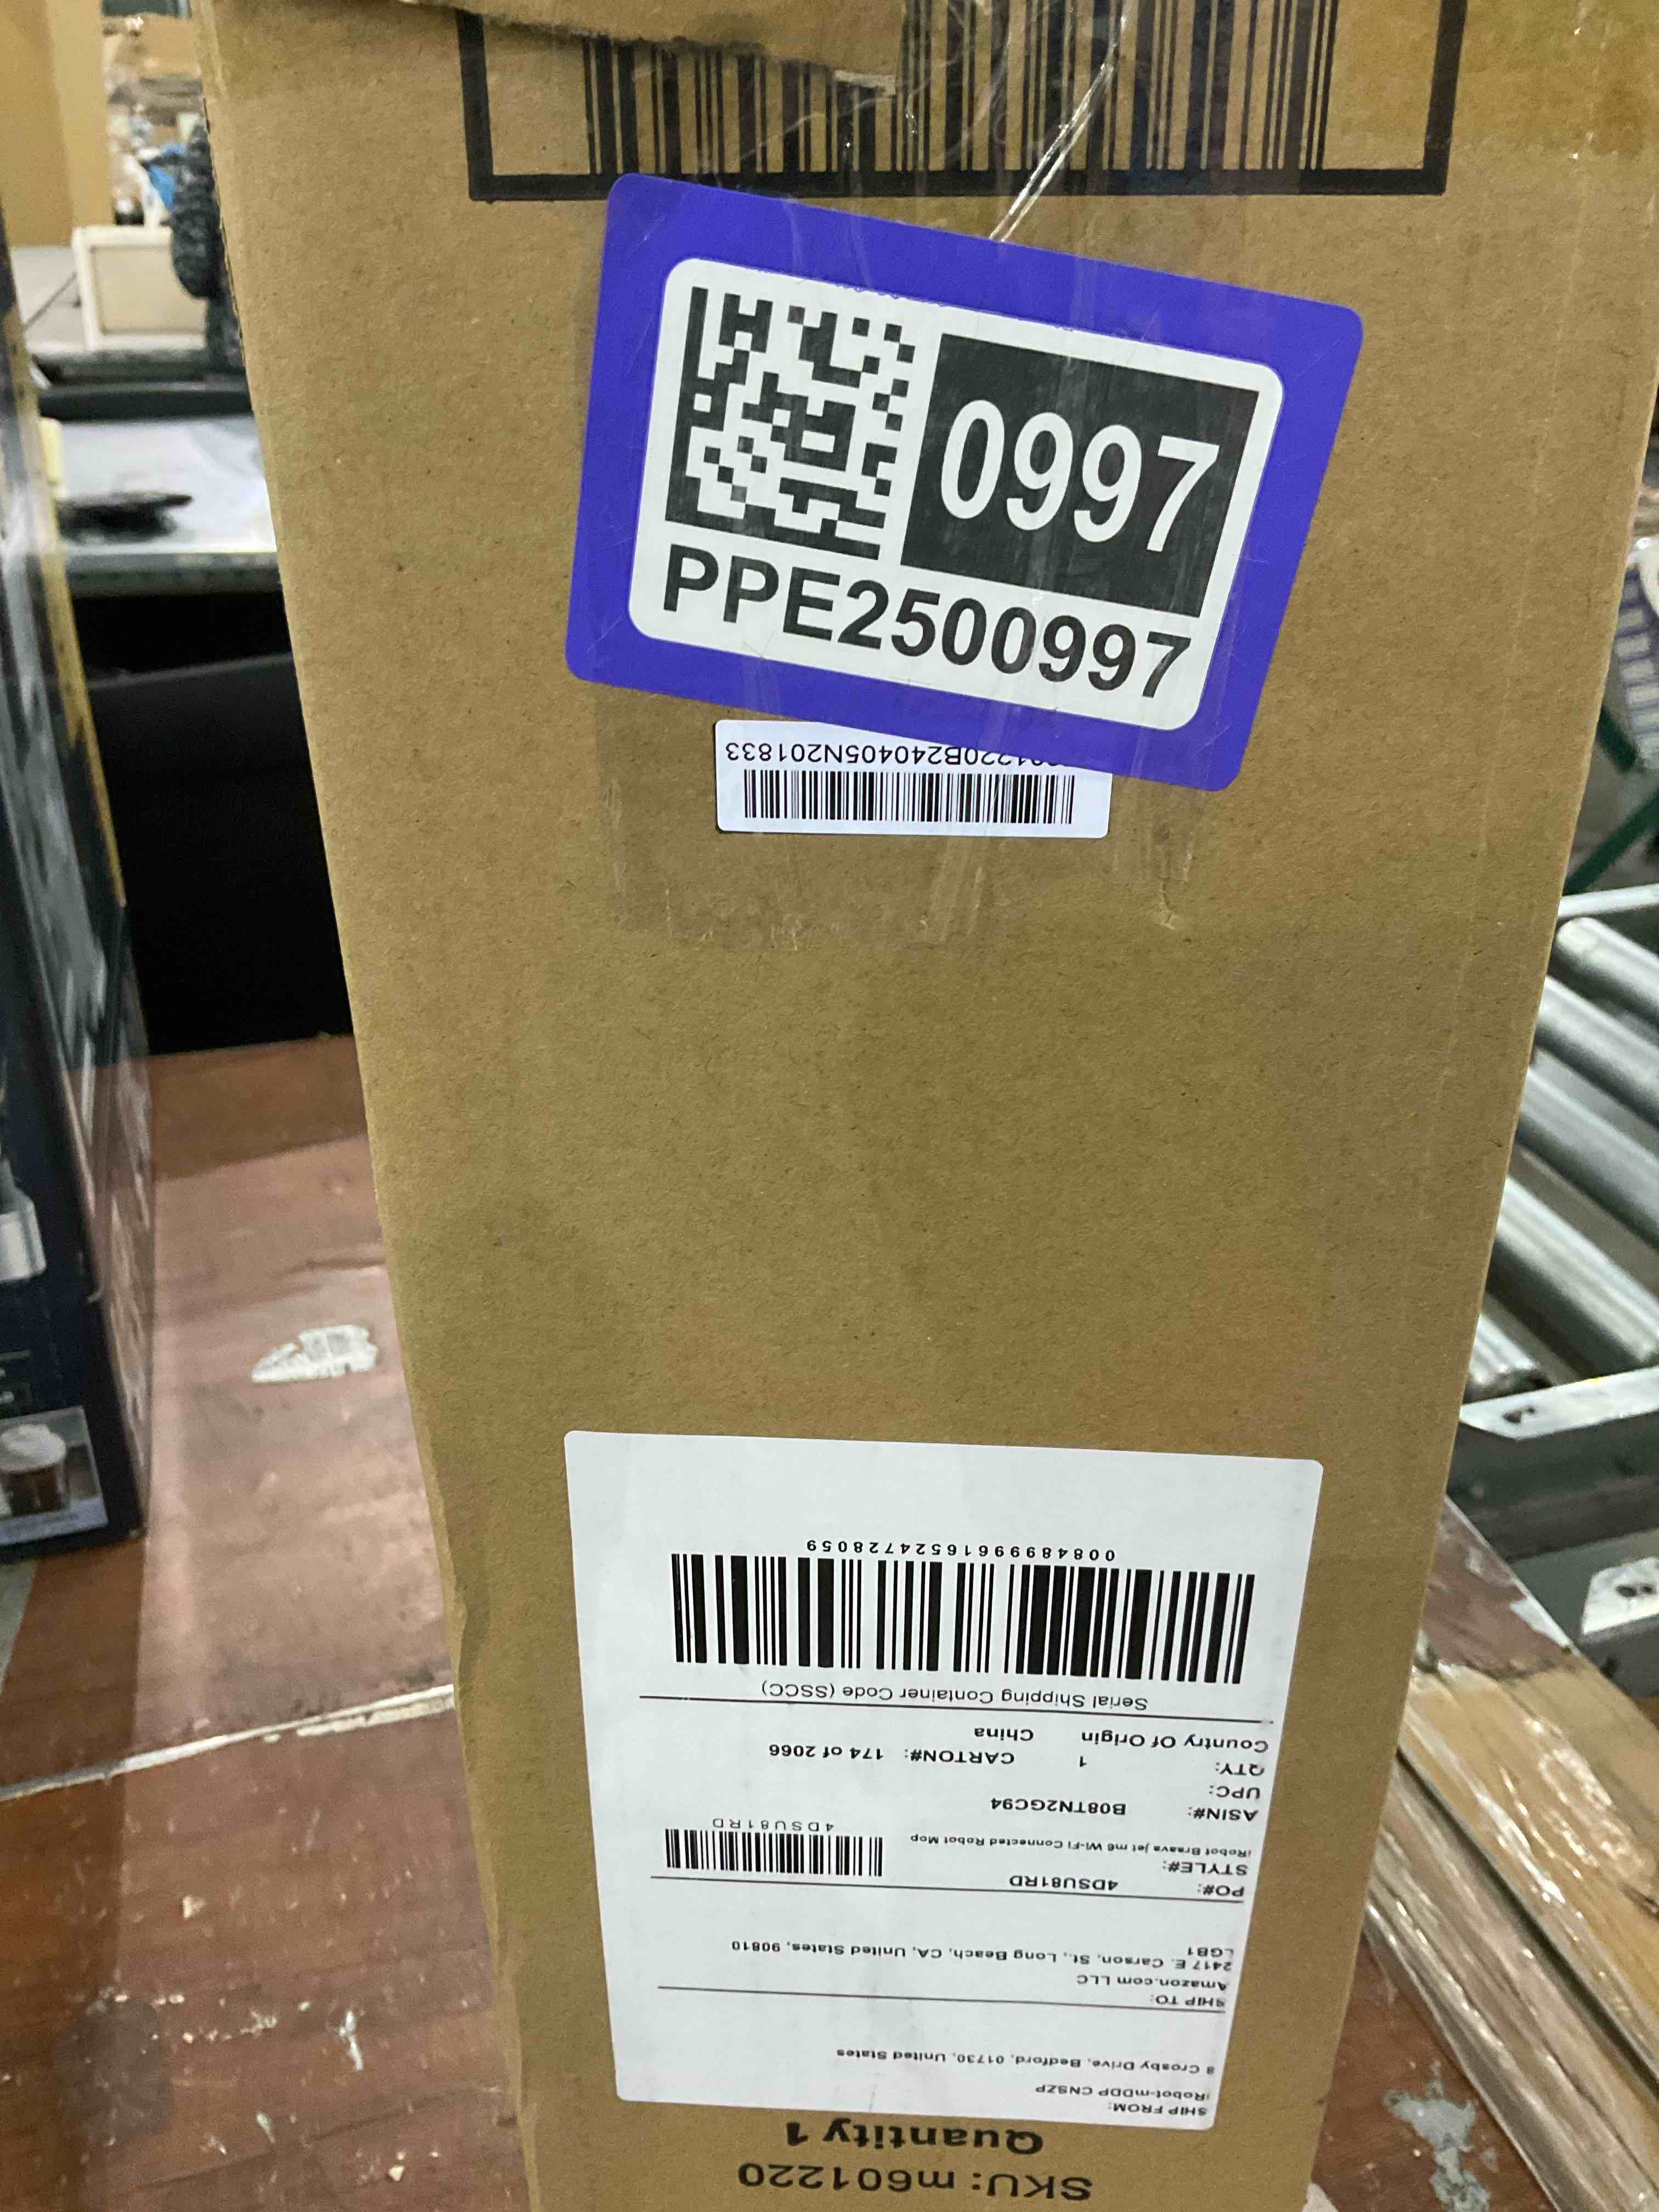 0997
PPE2500997
220B240405N201833
SKU: m601220
Quantity 1
SHIP FROM:
iRobot-mDDP CNSZP
8 Crosby Drive, Bedford, 01730, United States
SHIP TO:
Amazon.com LLC
2417 E. Carson, St., Long Beach, CA, United States, 90810
LGB1
PO#: 4DSU81RD
STYLE#:
iRobot Braava jet m6 Wi-Fi Connected Robot Mop
4DSU81RD
ASIN#: B08TN2GC94
UPC:
QTY: 1 CARTON#: 174 of 2066
Country Of Origin China
Serial Shipping Container Code (SSCC)
00848999616524728059